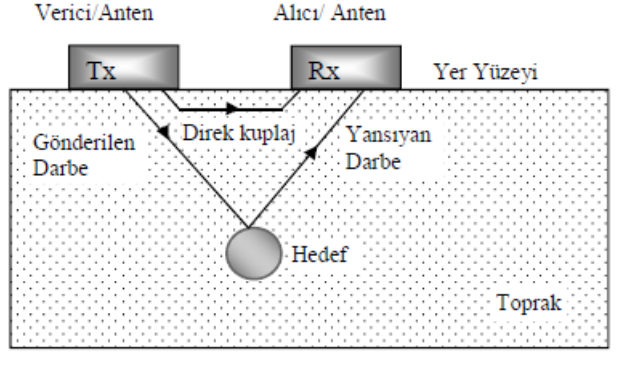 Verici/Anten
Alıcı/ Anten
Tx
Rx
Yer Yüzeyi
Gönderilen
Darbe
Direk kuplaj
Yansıyan
Darbe
Hedef
Toprak